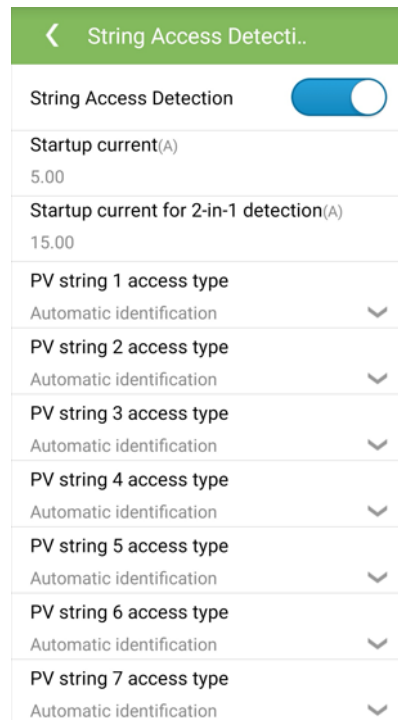 String Access Detecti..
String Access Detection
Startup current(A)
5.00
Startup current for 2-in-1 detection(A)
15.00
PV string 1 access type
Automatic identification
PV string 2 access type
Automatic identification
PV string 3 access type
Automatic identification
PV string 4 access type
Automatic identification
PV string 5 access type
Automatic identification
PV string 6 access type
Automatic identification
PV string 7 access type
Automatic identification